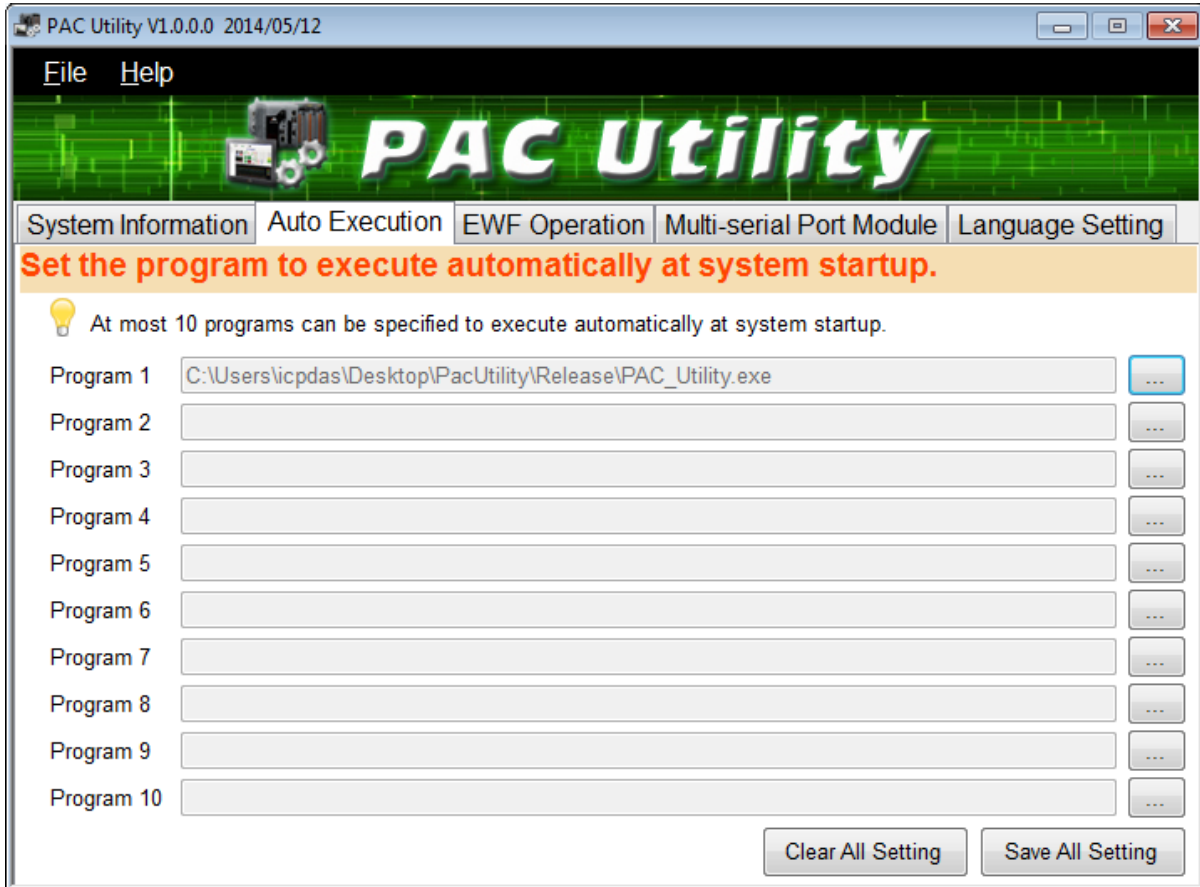 PAC Utility V1.0.0.0 2014/05/12
File Help
PAC Utility
System Information Auto Execution EWF Operation Multi-serial Port Module Language Setting
Set the program to execute automatically at system startup.
At most 10 programs can be specified to execute automatically at system startup.
Program 1 C:\Users\icpdas\Desktop\PacUtility\Release\PAC_Utility.exe ...
Program 2 ...
Program 3 ...
Program 4 ...
Program 5 ...
Program 6 ...
Program 7 ...
Program 8 ...
Program 9 ...
Program 10 ...
Clear All Setting Save All Setting